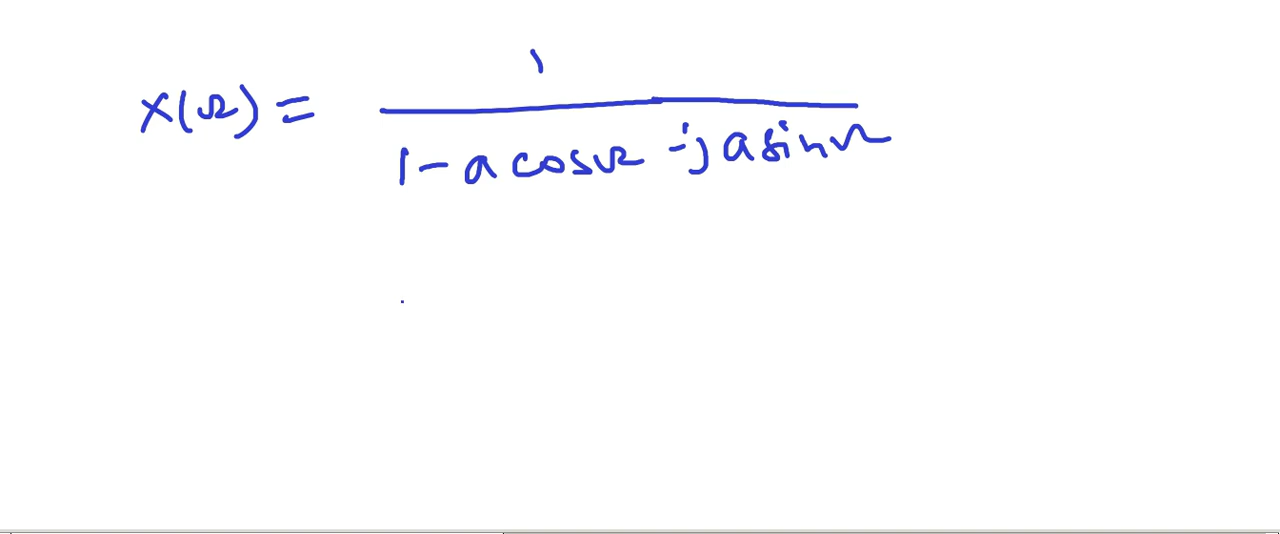 X(Ω) = 1 / (1 - a cosΩ - j a sinΩ)